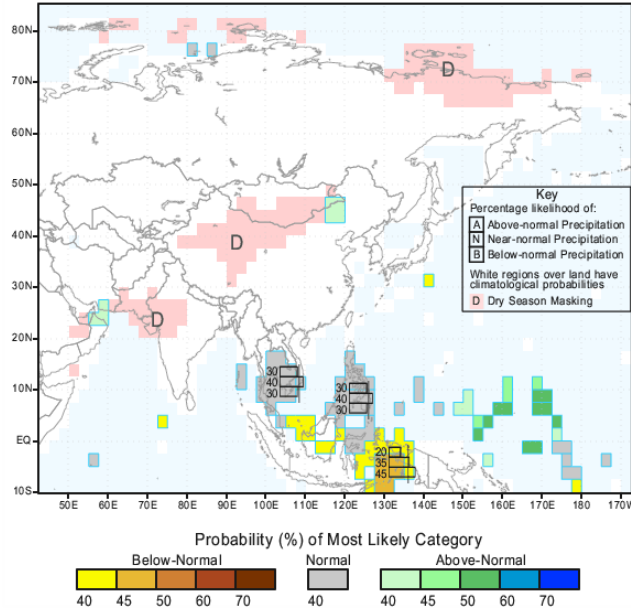 80N
70N
60N
50N
40N
30N
20N
10N
EQ
10S
D
D
D
Key
Percentage likelihood of:
A Above-normal Precipitation
N Near-normal Precipitation
B Below-normal Precipitation
White regions over land have
climatological probabilities
D Dry Season Masking
30
40
30
30
40
30
20
35
45
50E 60E 70E 80E 90E 100E 110E 120E 130E 140E 150E 160E 170E 180 170W
Probability (%) of Most Likely Category
Below-Normal Normal Above-Normal
40 45 50 60 70 40 40 45 50 60 70